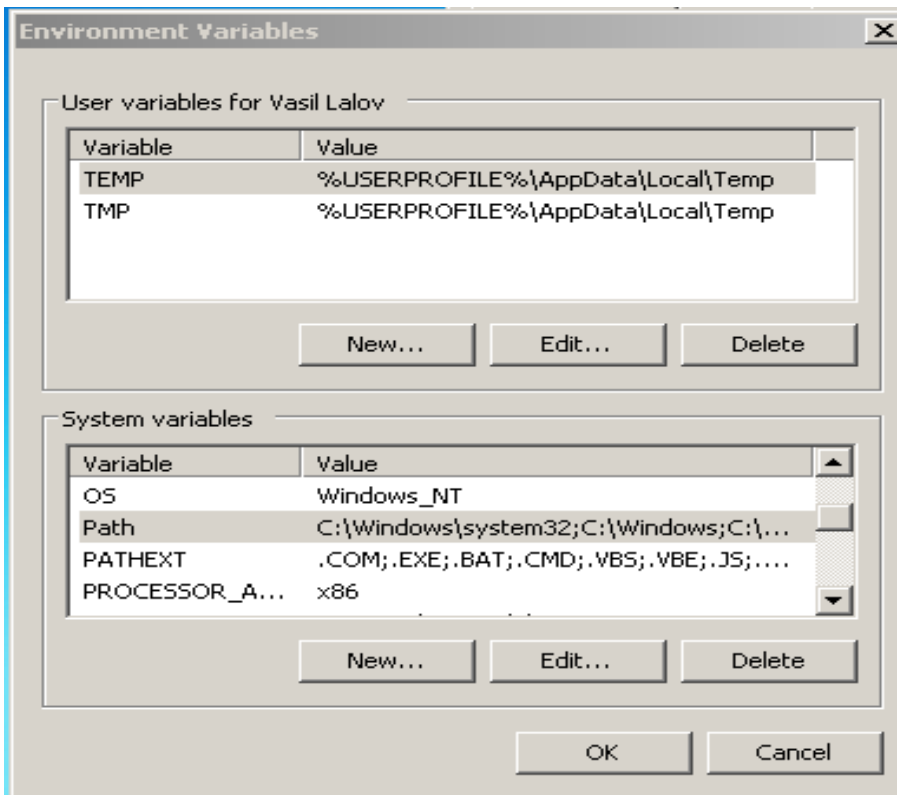 Environment Variables
User variables for Vasil Lalov
Variable Value
TEMP %USERPROFILE%\AppData\Local\Temp
TMP %USERPROFILE%\AppData\Local\Temp
New... Edit... Delete
System variables
Variable Value
OS Windows_NT
Path C:\Windows\system32;C:\Windows;C:\...
PATHEXT .COM;.EXE;.BAT;.CMD;.VBS;.VBE;.JS;....
PROCESSOR_A... x86
New... Edit... Delete
OK Cancel